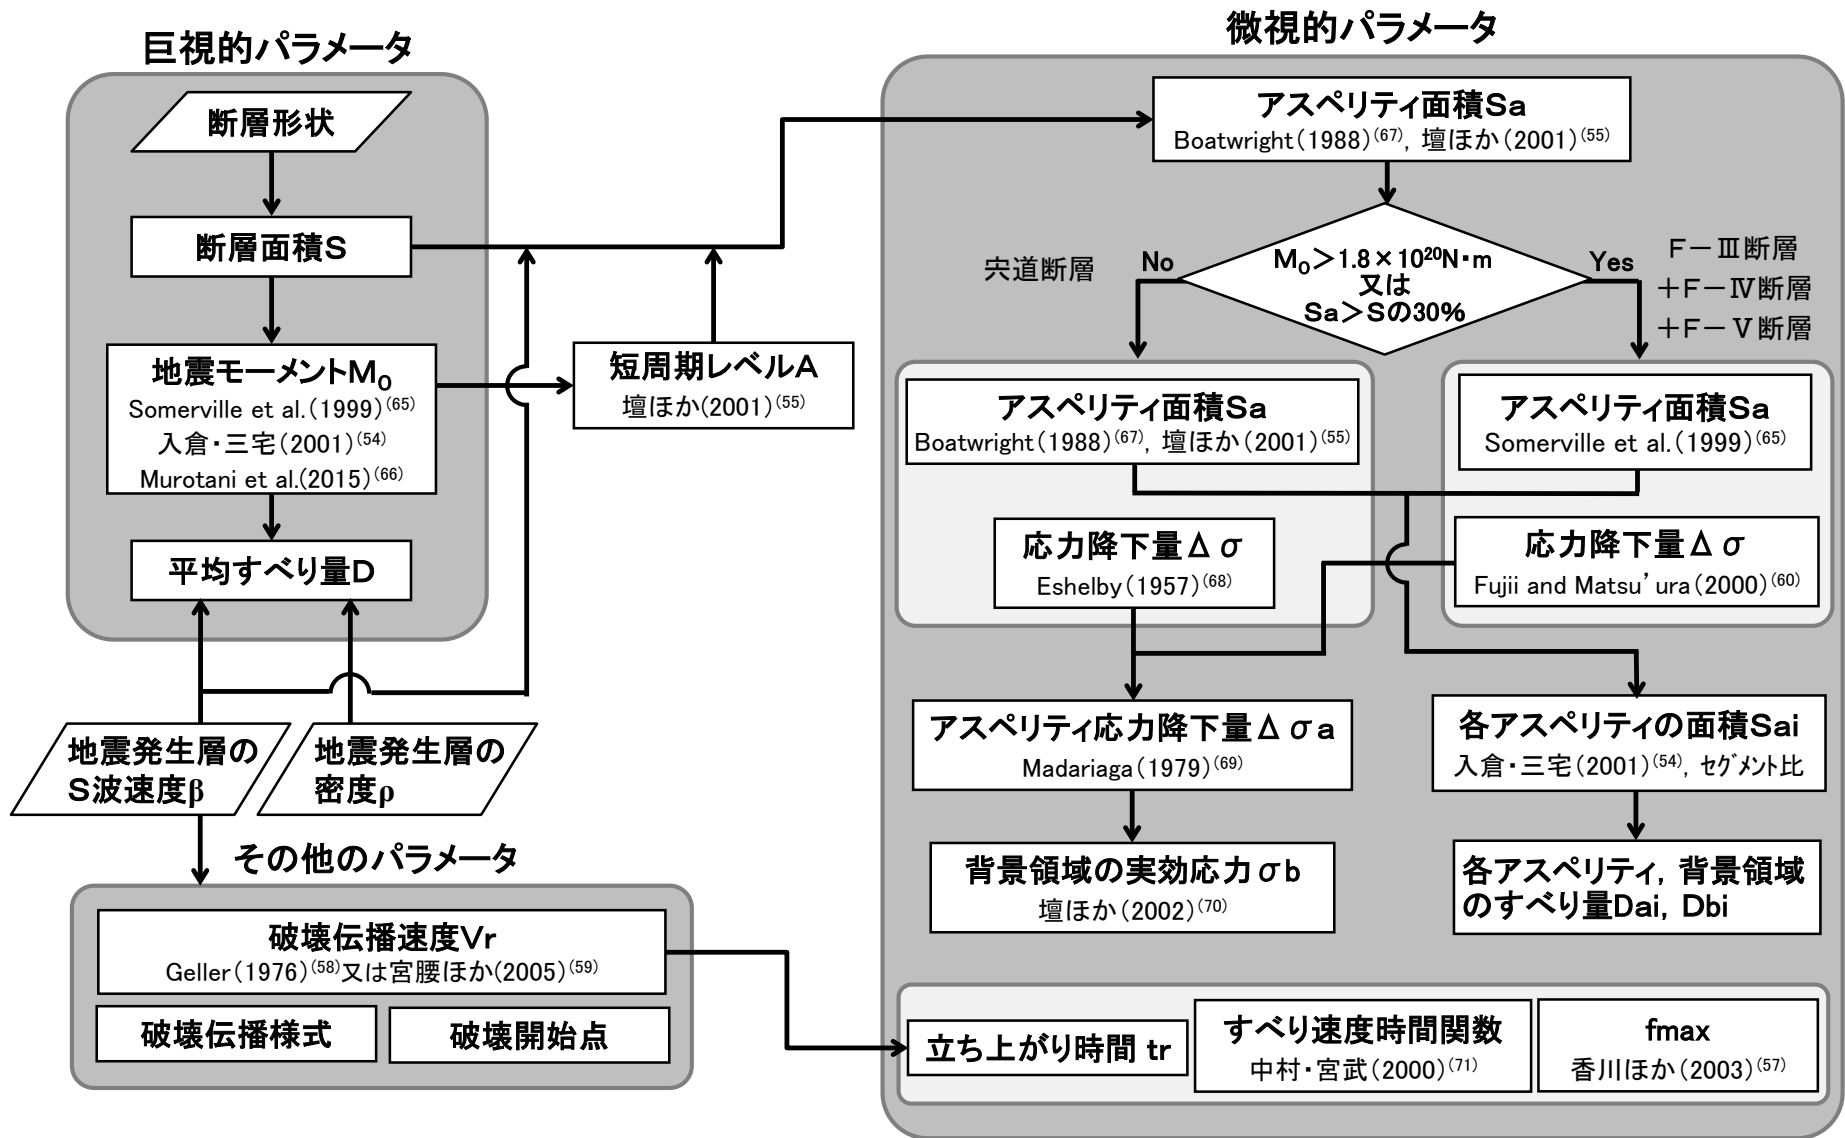 巨視的パラメータ
断層形状
断層面積S
地震モーメントM₀
Somerville et al.(1999)⁽⁶⁵⁾
入倉・三宅(2001)⁽⁵⁴⁾
Murotani et al.(2015)⁽⁶⁶⁾
平均すべり量D
短周期レベルA
壇ほか(2001)⁽⁵⁵⁾
地震発生層の
S波速度β
地震発生層の
密度ρ
その他のパラメータ
破壊伝播速度Vr
Geller(1976)⁽⁵⁸⁾又は宮腰ほか(2005)⁽⁵⁹⁾
破壊伝播様式
破壊開始点
微視的パラメータ
アスペリティ面積Sa
Boatwright(1988)⁽⁶⁷⁾, 壇ほか(2001)⁽⁵⁵⁾
M₀>1.8×10²⁰N・m
又は
Sa>Sの30%
宍道断層
No
Yes
F-Ⅲ断層
+F-Ⅳ断層
+F-Ⅴ断層
アスペリティ面積Sa
Boatwright(1988)⁽⁶⁷⁾, 壇ほか(2001)⁽⁵⁵⁾
アスペリティ面積Sa
Somerville et al.(1999)⁽⁶⁵⁾
応力降下量Δσ
Eshelby(1957)⁽⁶⁸⁾
応力降下量Δσ
Fujii and Matsu'ura(2000)⁽⁶⁰⁾
アスペリティ応力降下量Δσa
Madariaga(1979)⁽⁶⁹⁾
各アスペリティの面積Sai
入倉・三宅(2001)⁽⁵⁴⁾, ｾｸﾞﾒﾝﾄ比
背景領域の実効応力σb
壇ほか(2002)⁽⁷⁰⁾
各アスペリティ, 背景領域
のすべり量Dai, Dbi
立ち上がり時間 tr
すべり速度時間関数
中村・宮武(2000)⁽⁷¹⁾
fmax
香川ほか(2003)⁽⁵⁷⁾